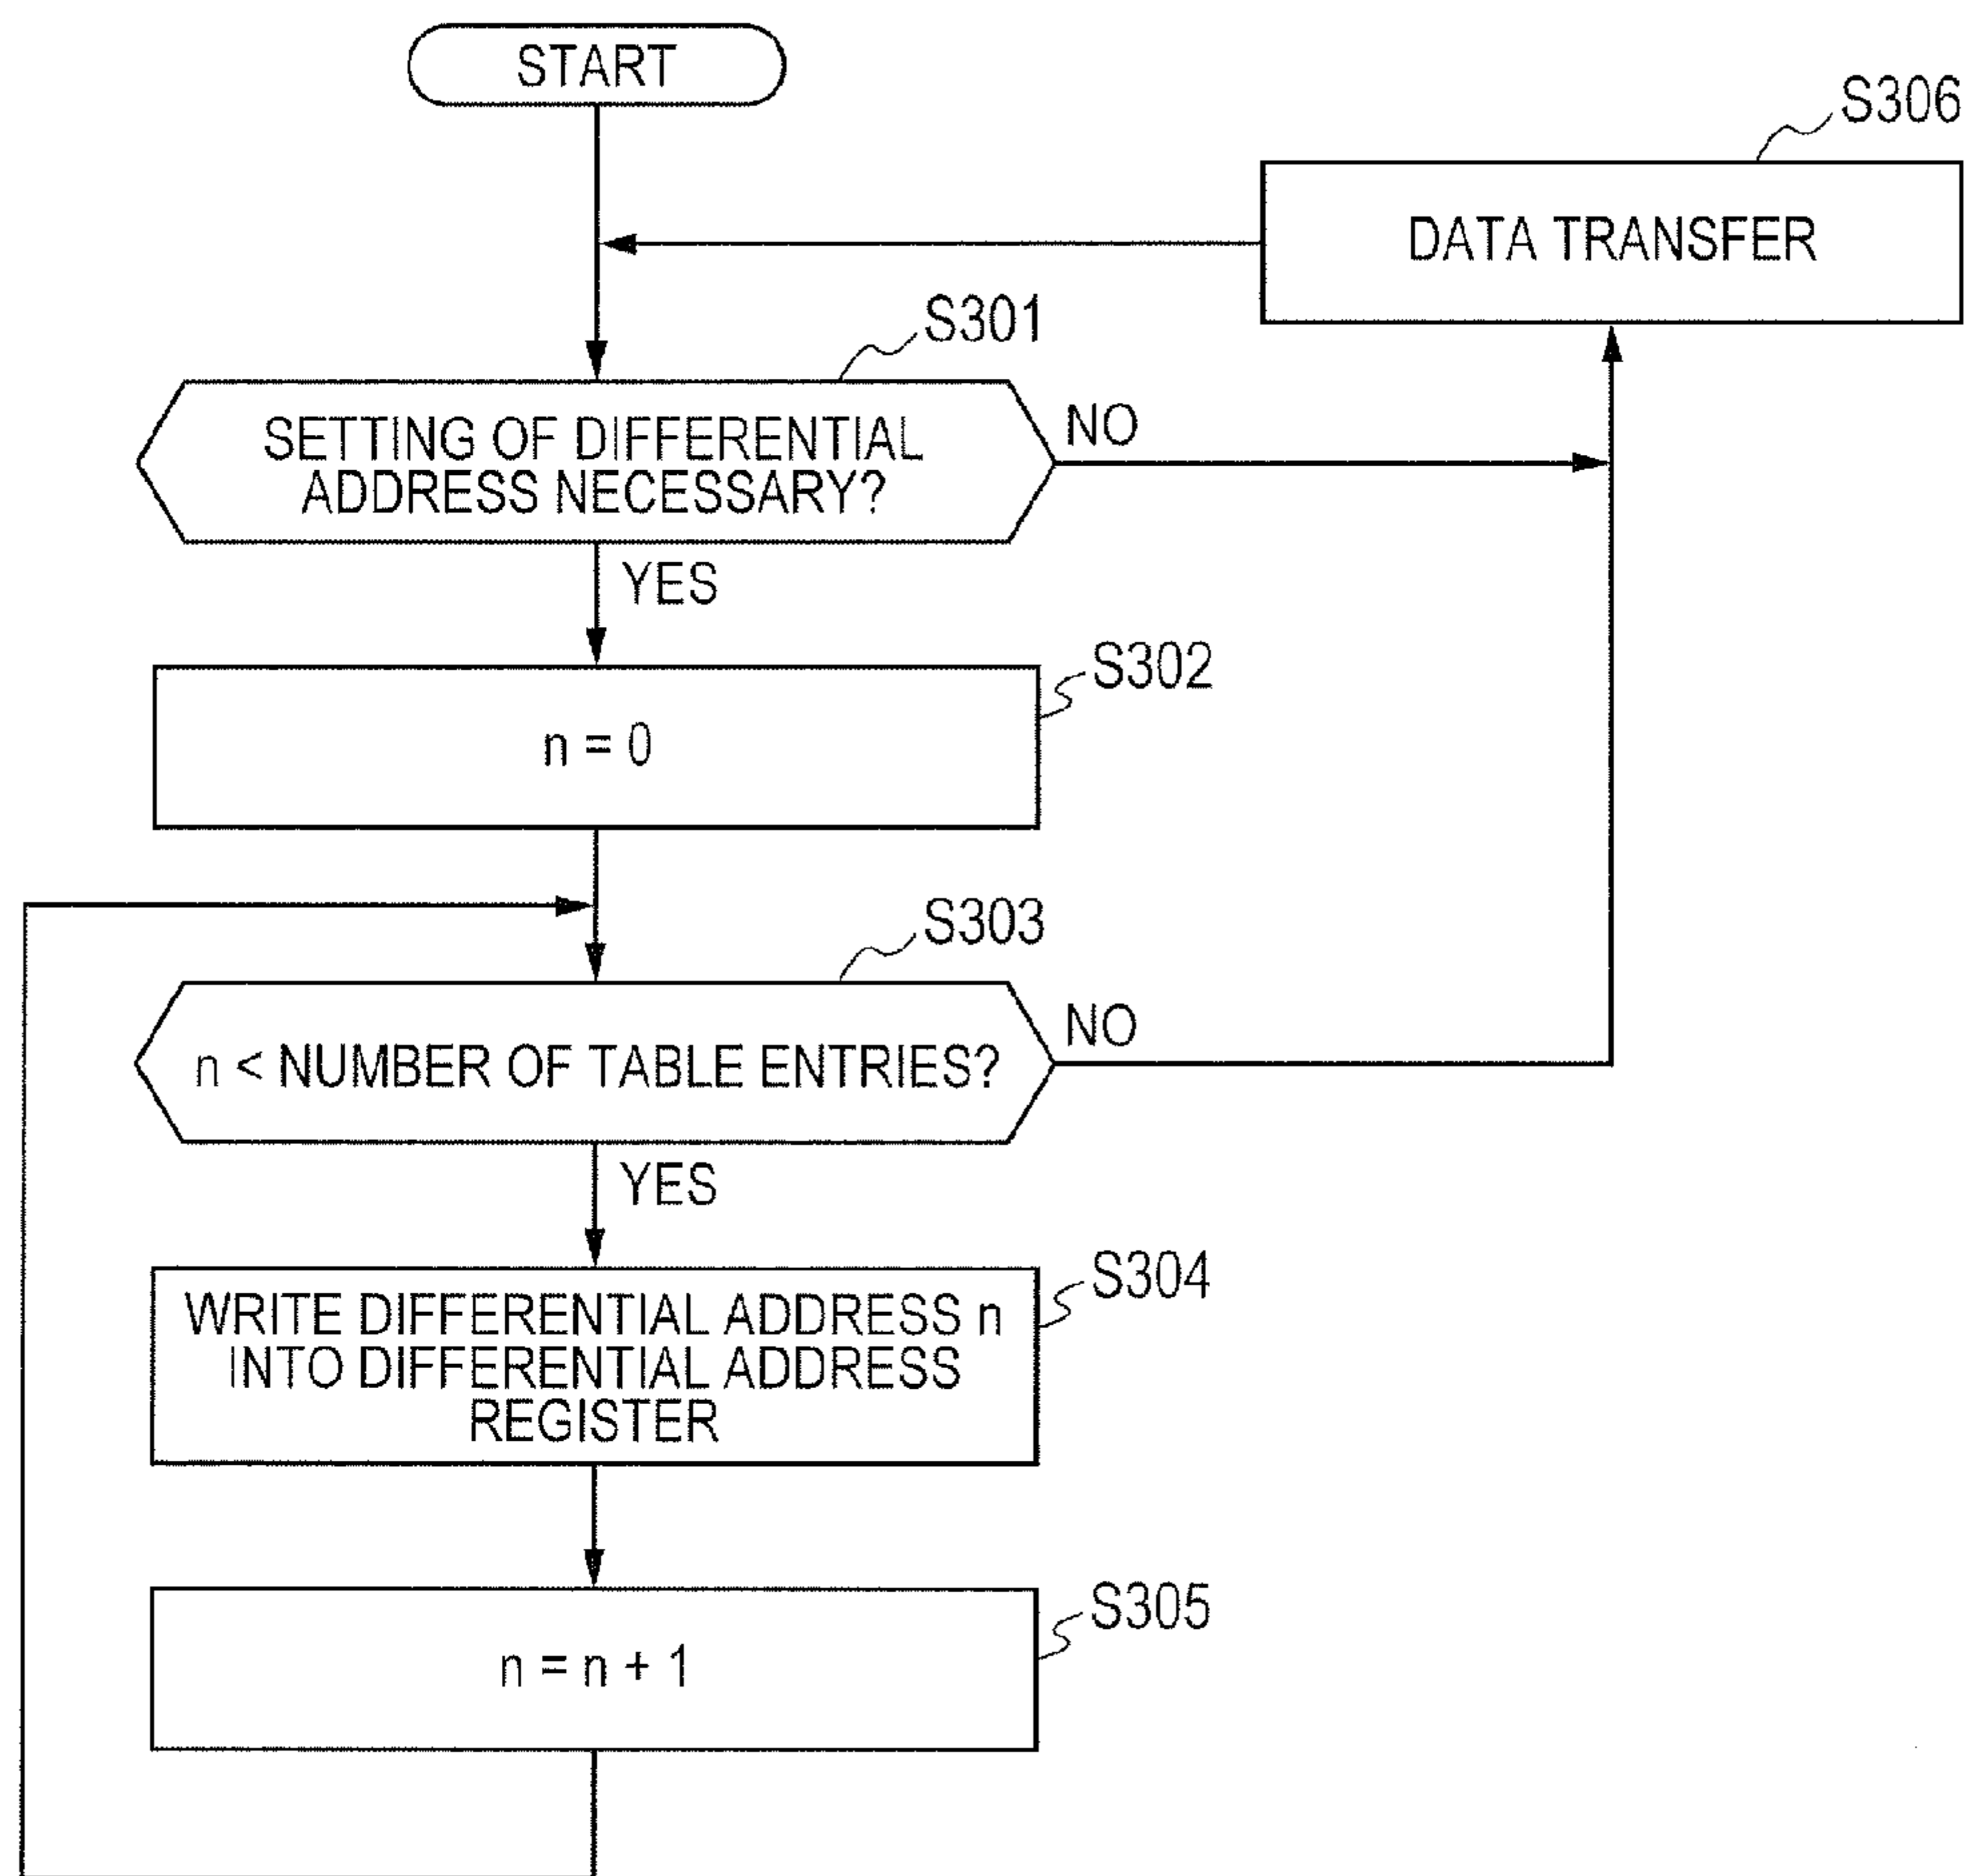 START
S306
DATA TRANSFER
S301
SETTING OF DIFFERENTIAL
ADDRESS NECESSARY?
NO
YES
S302
n = 0
S303
n < NUMBER OF TABLE ENTRIES?
NO
YES
S304
WRITE DIFFERENTIAL ADDRESS n
INTO DIFFERENTIAL ADDRESS
REGISTER
S305
n = n + 1